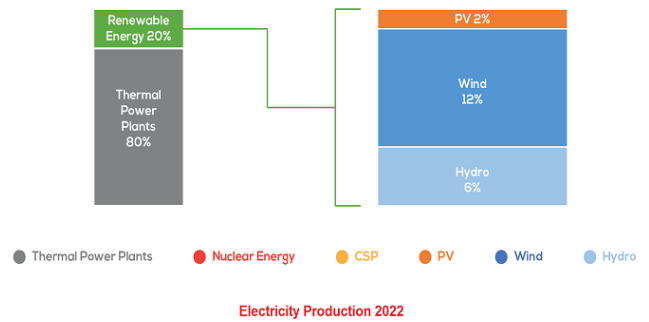 Renewable
Energy 20%
Thermal
Power
Plants
80%
PV 2%
Wind
12%
Hydro
6%
Thermal Power Plants
Nuclear Energy
CSP
PV
Wind
Hydro
Electricity Production 2022